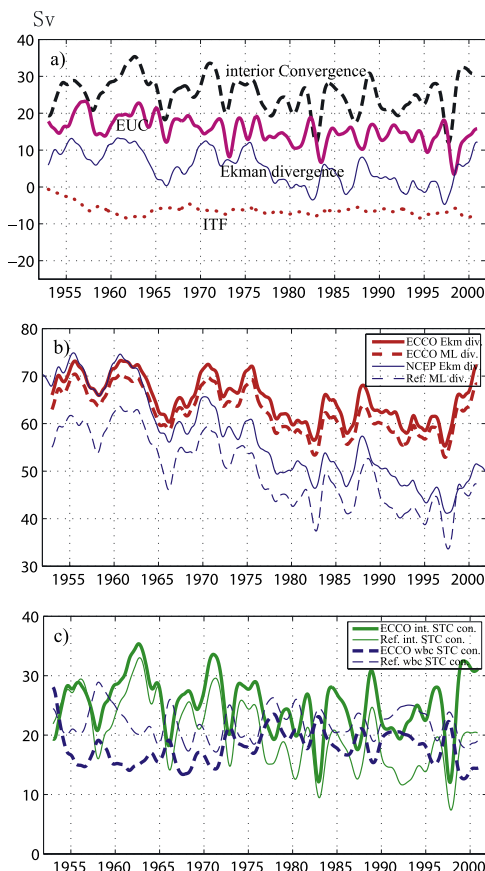 Sv
a)
40
30
20
10
0
−10
−20
interior Convergence
EUC
Ekman divergence
ITF
1955 1960 1965 1970 1975 1980 1985 1990 1995 2000
b)
80
70
60
50
40
30
ECCO Ekm div.
ECCO ML div.
NCEP Ekm div.
Ref. ML div.
1955 1960 1965 1970 1975 1980 1985 1990 1995 2000
c)
40
30
20
10
0
ECCO int. STC con.
Ref. int. STC con.
ECCO wbc STC con.
Ref. wbc STC con.
1955 1960 1965 1970 1975 1980 1985 1990 1995 2000